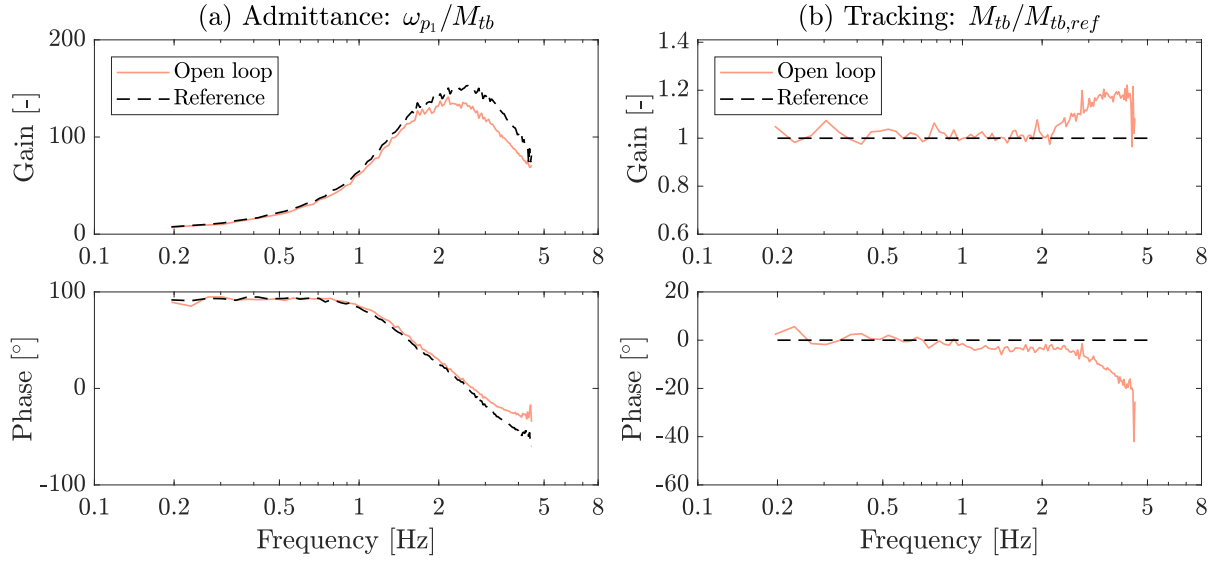 (a) Admittance: ω_{p_1}/M_{tb}
(b) Tracking: M_{tb}/M_{tb,ref}
Gain [-]
200
100
0
Open loop
Reference
0.1 0.2 0.5 1 2 5 8
Gain [-]
1.4
1.2
1
0.8
0.6
Open loop
Reference
0.1 0.2 0.5 1 2 5 8
Phase [°]
100
0
-100
0.1 0.2 0.5 1 2 5 8
Frequency [Hz]
Phase [°]
20
0
-20
-40
-60
0.1 0.2 0.5 1 2 5 8
Frequency [Hz]